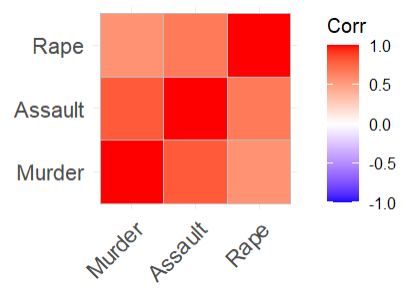 Corr
Rape
Assault
Murder
1.0
0.5
0.0
-0.5
-1.0
Murder
Assault
Rape